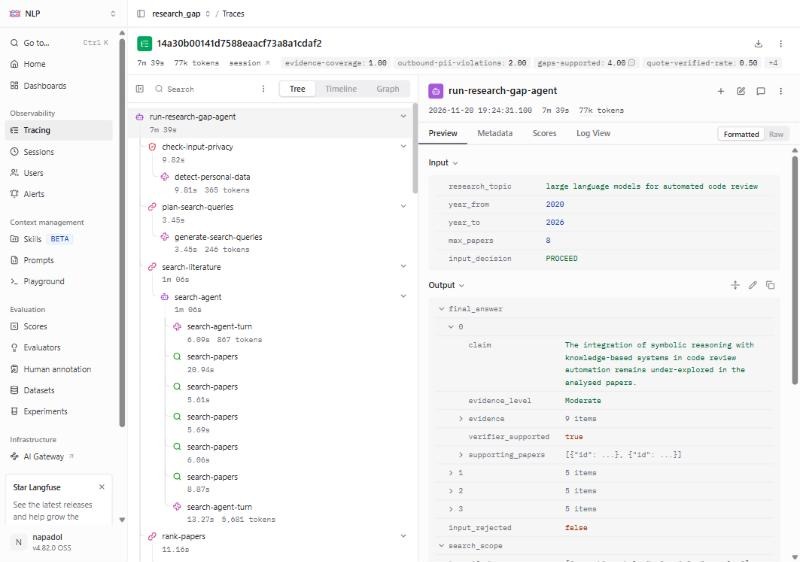 NLP
Go to...
Ctrl K
Home
Dashboards
Observability
Tracing
Sessions
Users
Alerts
Context management
Skills BETA
Prompts
Playground
Evaluation
Scores
Evaluators
Human annotation
Datasets
Experiments
Infrastructure
AI Gateway
Star Langfuse
See the latest releases
and help grow the
N
napadol
v4.82.0 OSS
research_gap / Traces
14a30b00141d7588eaacf73a8a1cdaf2
7m 39s 77k tokens session evidence-coverage: 1.00 outbound-pii-violations: 2.00 gaps-supported: 4.00 quote-verified-rate: 0.50 +4
Search
Tree Timeline Graph
run-research-gap-agent
7m 39s
check-input-privacy
9.82s
detect-personal-data
9.81s 365 tokens
plan-search-queries
3.45s
generate-search-queries
3.45s 246 tokens
search-literature
1m 06s
search-agent
1m 06s
search-agent-turn
6.09s 867 tokens
search-papers
20.94s
search-papers
5.61s
search-papers
5.69s
search-papers
6.06s
search-papers
8.87s
search-agent-turn
13.27s 5,681 tokens
rank-papers
11.16s
run-research-gap-agent
2026-11-20 19:24:31.100 7m 39s 77k tokens
Preview Metadata Scores Log View
Formatted Raw
Input
research_topic large language models for automated code review
year_from 2020
year_to 2026
max_papers 8
input_decision PROCEED
Output
final_answer
0
claim The integration of symbolic reasoning with
knowledge-based systems in code review
automation remains under-explored in the
analysed papers.
evidence_level Moderate
evidence 9 items
verifier_supported true
supporting_papers [{"id": ...}, {"id": ...}]
1 5 items
2 5 items
3 5 items
input_rejected false
search_scope